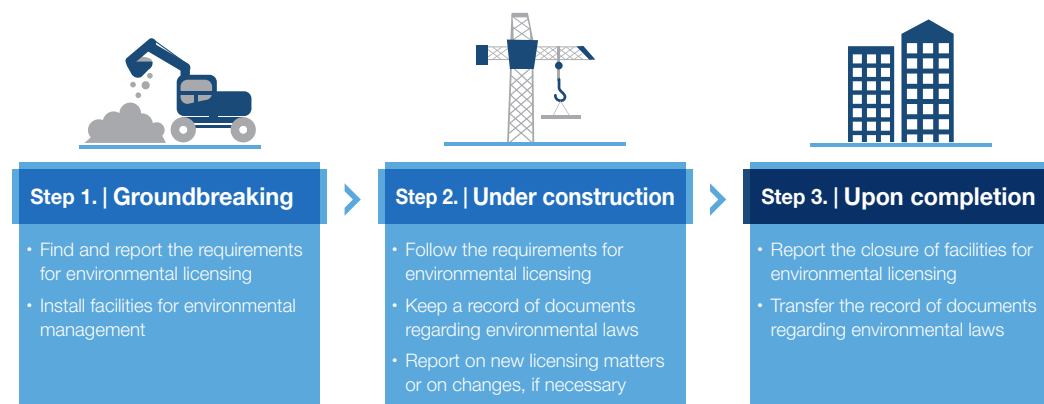 Step 1. | Groundbreaking
• Find and report the requirements
for environmental licensing
• Install facilities for environmental
management
Step 2. | Under construction
• Follow the requirements for
environmental licensing
• Keep a record of documents
regarding environmental laws
• Report on new licensing matters
or on changes, if necessary
Step 3. | Upon completion
• Report the closure of facilities for
environmental licensing
• Transfer the record of documents
regarding environmental laws